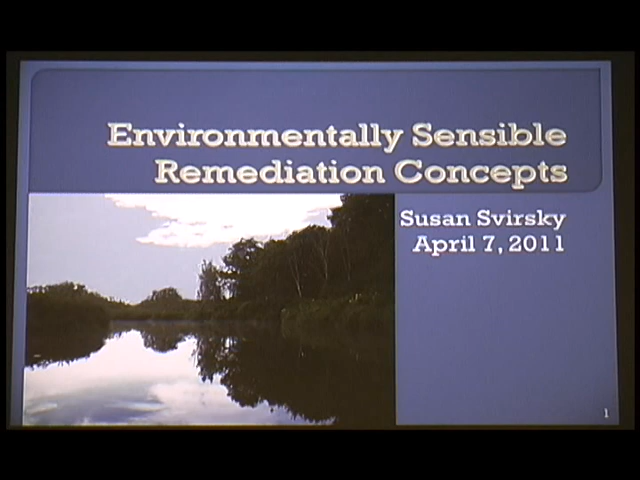 Environmentally Sensible
Remediation Concepts
Susan Svirsky
April 7, 2011
1